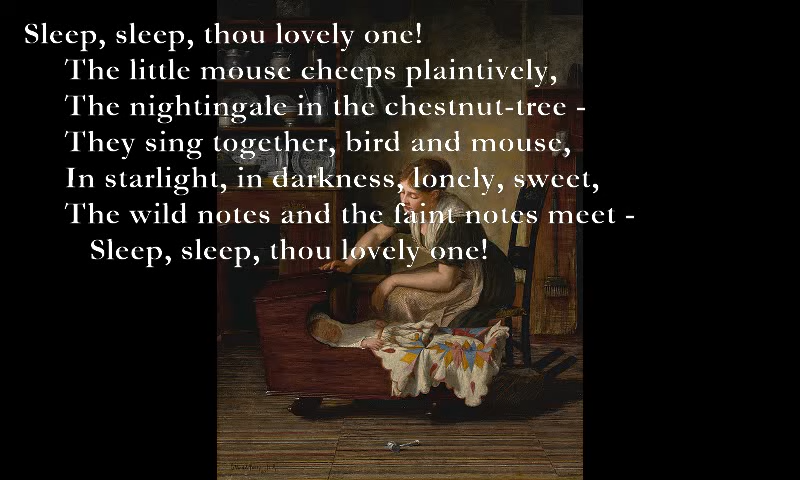 Sleep, sleep, thou lovely one!
The little mouse cheeps plaintively,
The nightingale in the chestnut-tree -
They sing together, bird and mouse,
In starlight, in darkness, lonely, sweet,
The wild notes and the faint notes meet -
Sleep, sleep, thou lovely one!